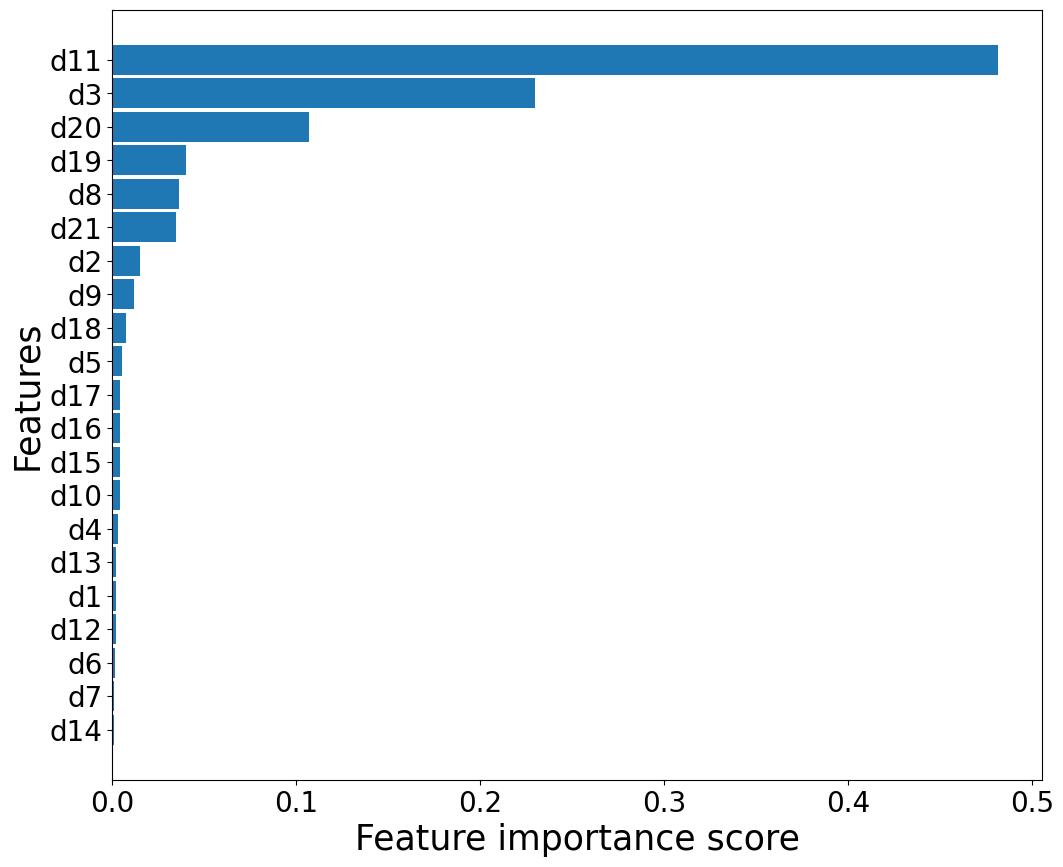 d11
d3
d20
d19
d8
d21
d2
d9
d18
d5
d17
d16
d15
d10
d4
d13
d1
d12
d6
d7
d14
Features
0.0 0.1 0.2 0.3 0.4 0.5
Feature importance score